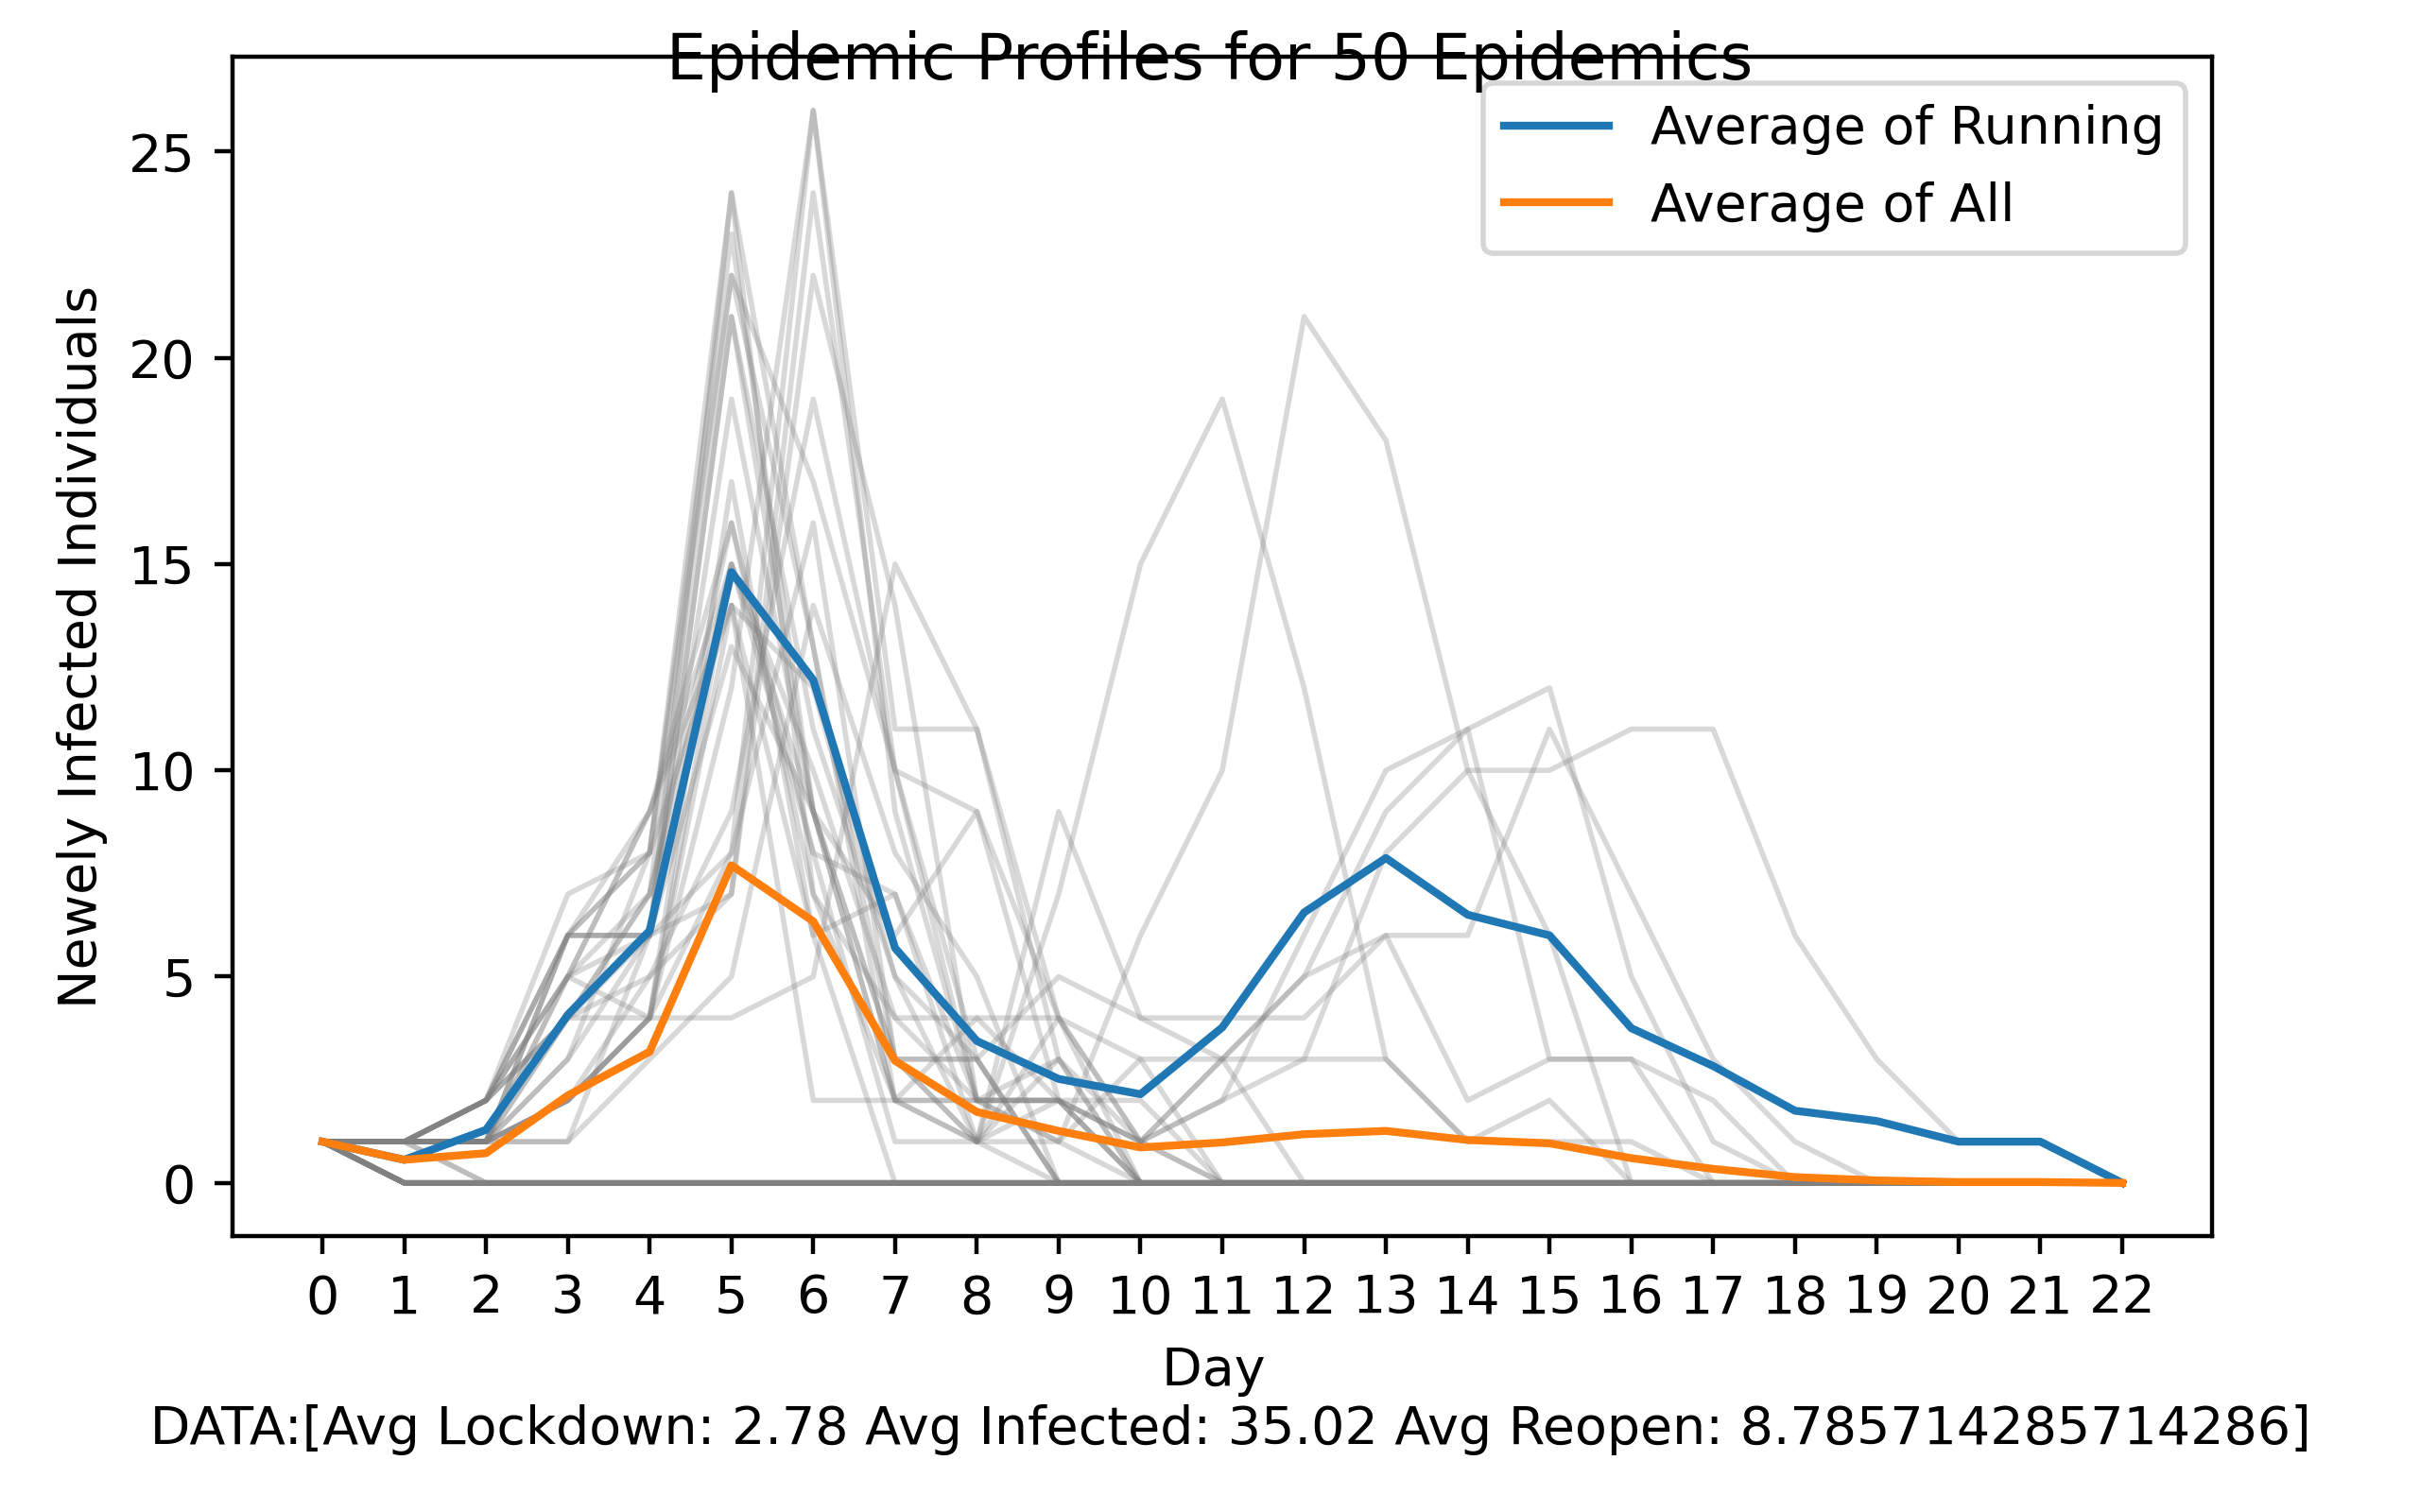 Epidemic Profiles for 50 Epidemics
Average of Running
Average of All
Newely Infected Individuals
25
20
15
10
5
0
0 1 2 3 4 5 6 7 8 9 10 11 12 13 14 15 16 17 18 19 20 21 22
Day
DATA:[Avg Lockdown: 2.78 Avg Infected: 35.02 Avg Reopen: 8.785714285714286]